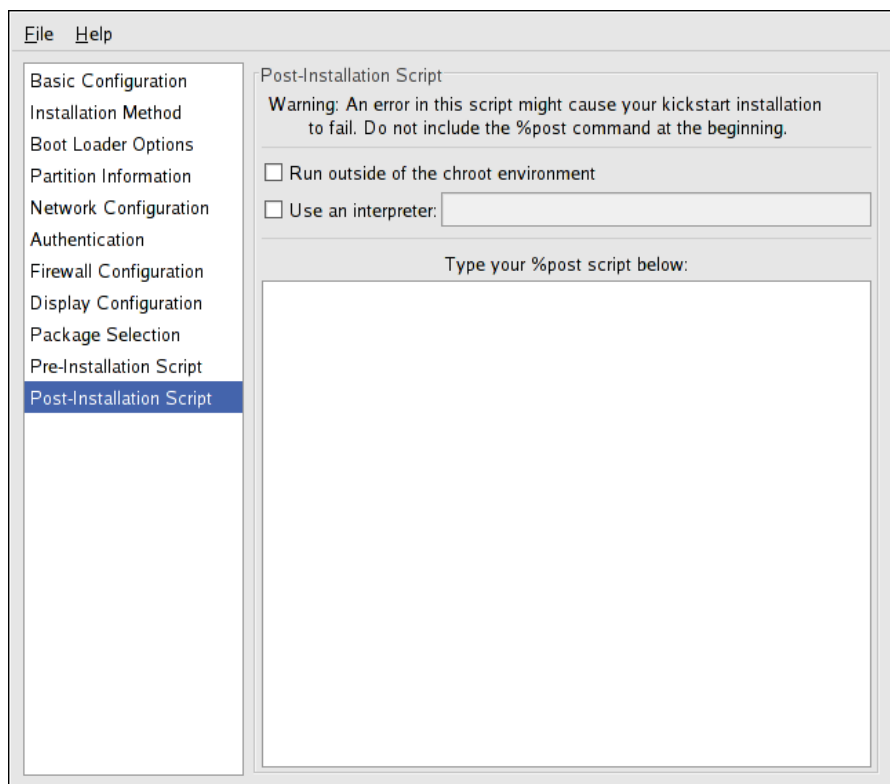 File Help
Basic Configuration
Installation Method
Boot Loader Options
Partition Information
Network Configuration
Authentication
Firewall Configuration
Display Configuration
Package Selection
Pre-Installation Script
Post-Installation Script
Post-Installation Script
Warning: An error in this script might cause your kickstart installation
to fail. Do not include the %post command at the beginning.
Run outside of the chroot environment
Use an interpreter:
Type your %post script below: